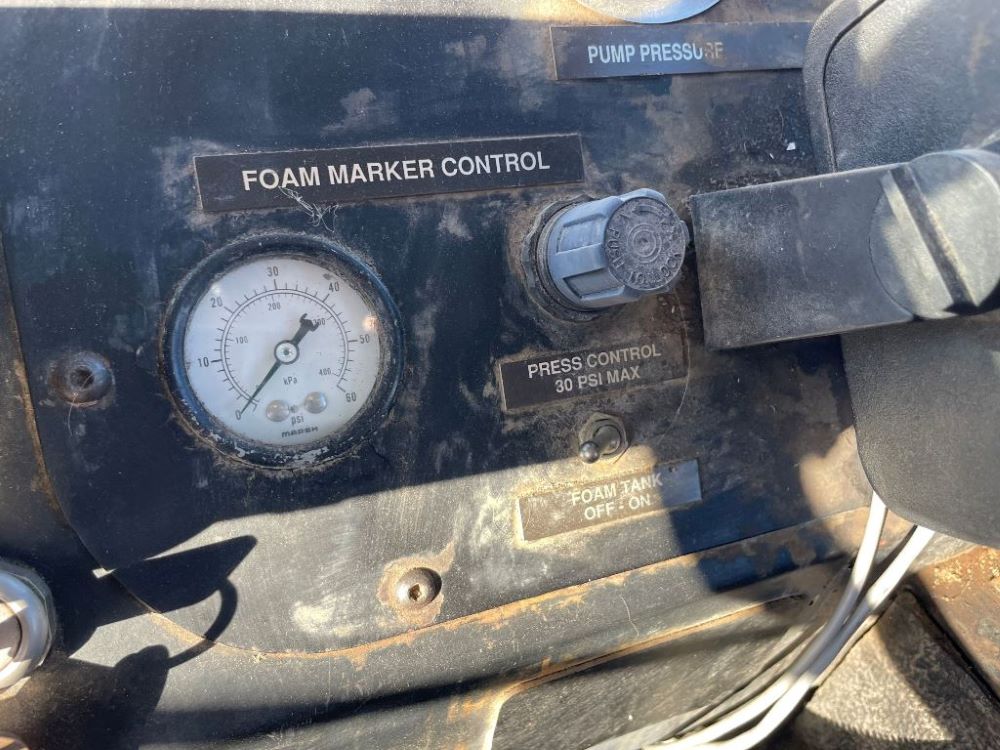 PUMP PRESSURE
FOAM MARKER CONTROL
0 10 20 30 40 50 60
100 200 300 400
kPa
psi
MARSH
PRESS CONTROL
30 PSI MAX
FOAM TANK
OFF - ON